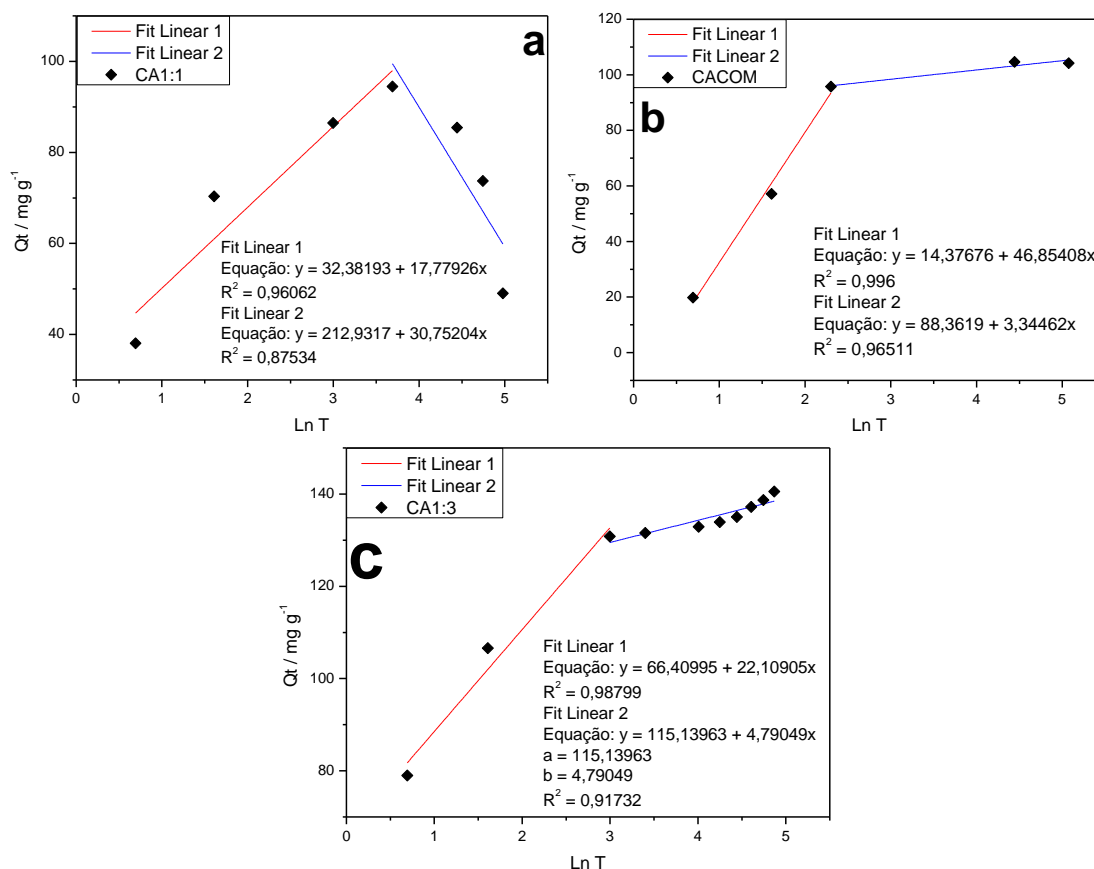 Fit Linear 1
Fit Linear 2
CA1:1
a
100
80
60
40
Qt / mg g-1
Fit Linear 1
Equação: y = 32,38193 + 17,77926x
R2 = 0,96062
Fit Linear 2
Equação: y = 212,9317 + 30,75204x
R2 = 0,87534
0 1 2 3 4 5
Ln T
Fit Linear 1
Fit Linear 2
CACOM
b
120
100
80
60
40
20
0
Qt / mg g-1
Fit Linear 1
Equação: y = 14,37676 + 46,85408x
R2 = 0,996
Fit Linear 2
Equação: y = 88,3619 + 3,34462x
R2 = 0,96511
0 1 2 3 4 5
Ln T
Fit Linear 1
Fit Linear 2
CA1:3
c
140
120
100
80
Qt / mg g-1
Fit Linear 1
Equação: y = 66,40995 + 22,10905x
R2 = 0,98799
Fit Linear 2
Equação: y = 115,13963 + 4,79049x
a = 115,13963
b = 4,79049
R2 = 0,91732
0 1 2 3 4 5
Ln T